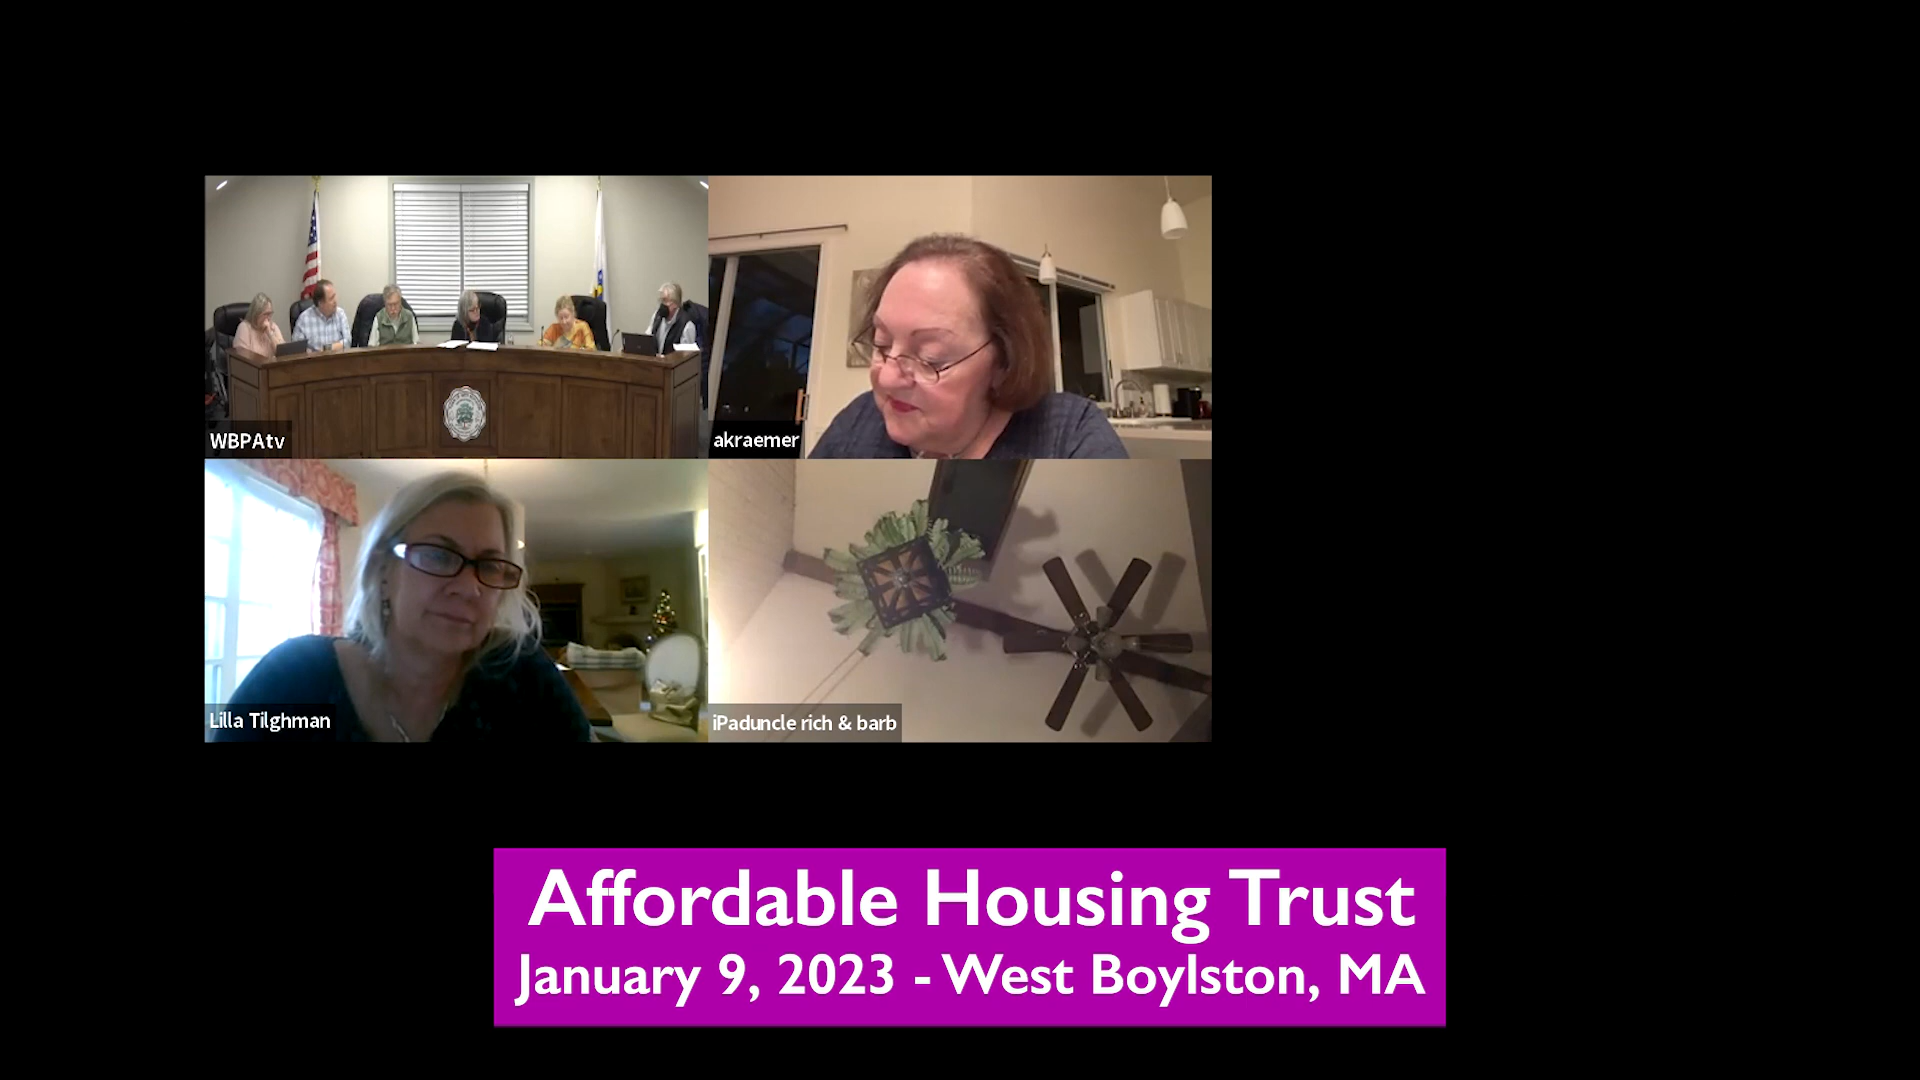 WBPAtv
akraemer
Lilla Tilghman
iPaduncle rich & barb
Affordable Housing Trust
January 9, 2023 - West Boylston, MA